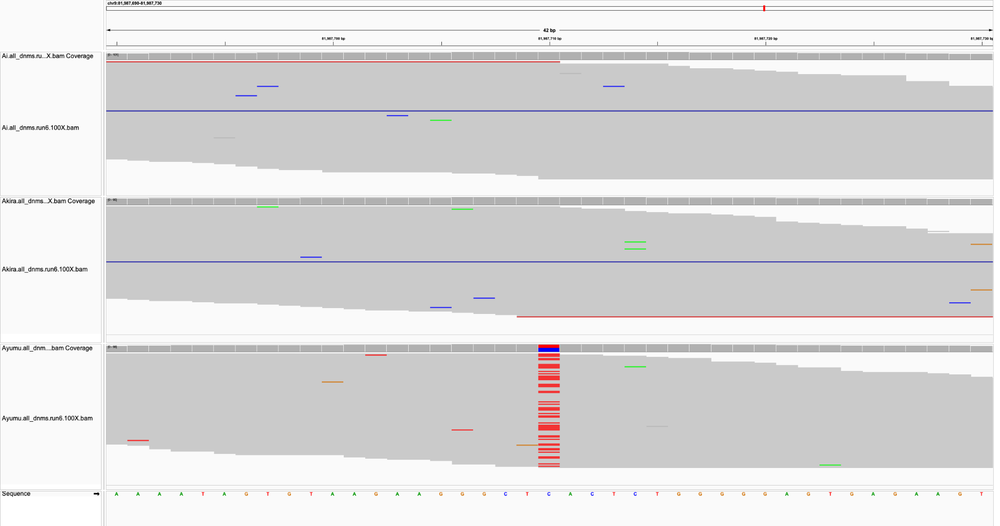 chr9:81,987,690-81,987,730
42 bp
81,987,700 bp 81,987,710 bp 81,987,720 bp 81,987,730 bp
Ai.all_dnms.ru...X.bam Coverage
[0 - 101]
Ai.all_dnms.run6.100X.bam
Akira.all_dnms...X.bam Coverage
[0 - 95]
Akira.all_dnms.run6.100X.bam
Ayumu.all_dnm....bam Coverage
[0 - 98]
Ayumu.all_dnms.run6.100X.bam
Sequence A A A A T A G T G T A A G A A G G G C T C A C T C T G G G G G A G T G A G A A G T